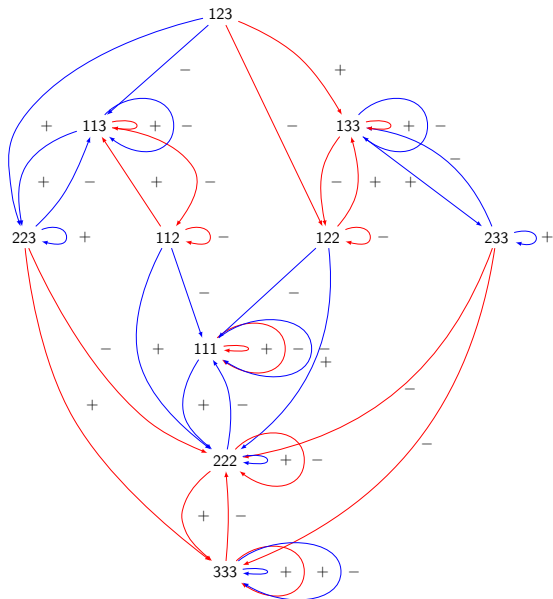 123
− +
113 + − 133 + −
+ − −
+ − + − − + +
223 + 112 − 122 − 233 +
− −
111 + − −
− + +
+ + − −
222 + −
−
+ −
333 + + −